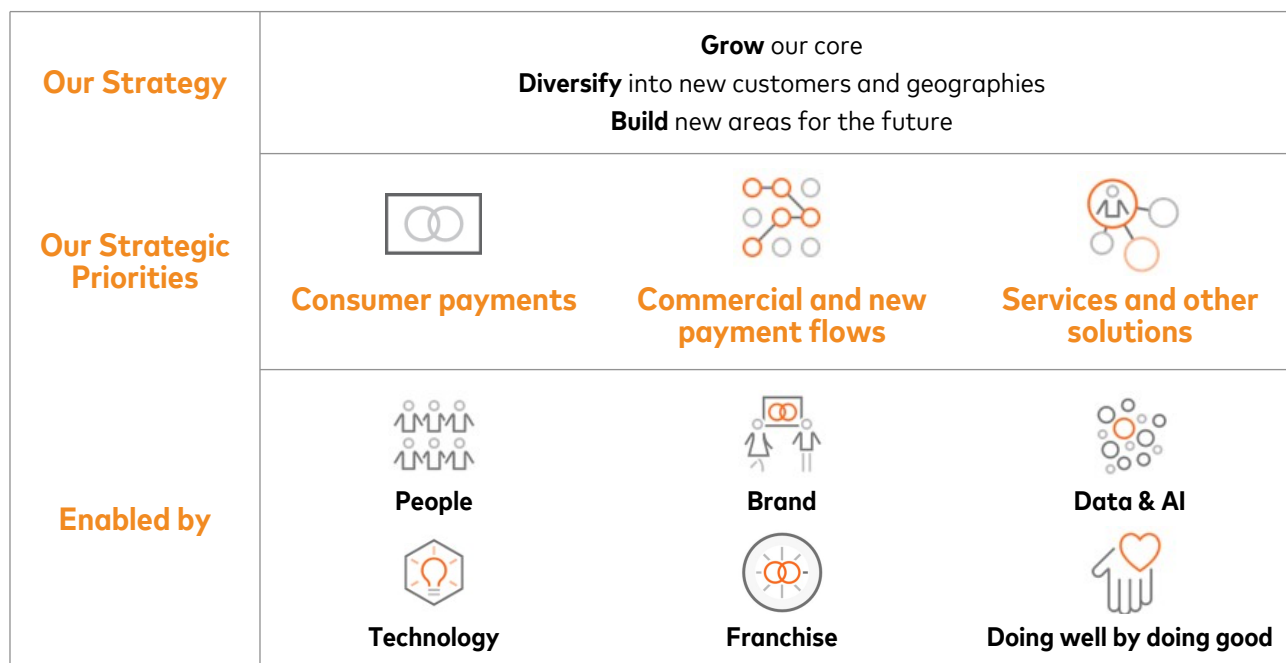 Our Strategy
Grow our core
Diversify into new customers and geographies
Build new areas for the future
Our Strategic
Priorities
Consumer payments
Commercial and new
payment flows
Services and other
solutions
Enabled by
People
Brand
Data & AI
Technology
Franchise
Doing well by doing good